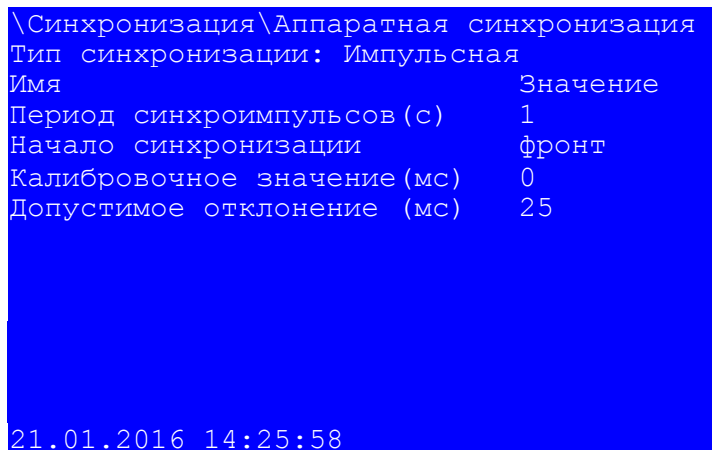 \Синхронизация\Аппаратная синхронизация
Тип синхронизации: Импульсная
Имя Значение
Период синхроимпульсов(с) 1
Начало синхронизации фронт
Калибровочное значение(мс) 0
Допустимое отклонение (мс) 25
21.01.2016 14:25:58